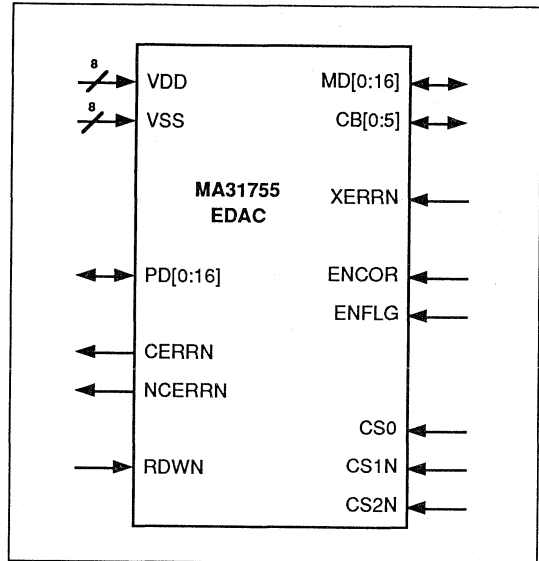 8
VDD
8
VSS
MD[0:16]
CB[0:5]
MA31755
EDAC
XERRN
PD[0:16]
ENCOR
ENFLG
CERRN
NCERRN
CS0
RDWN
CS1N
CS2N